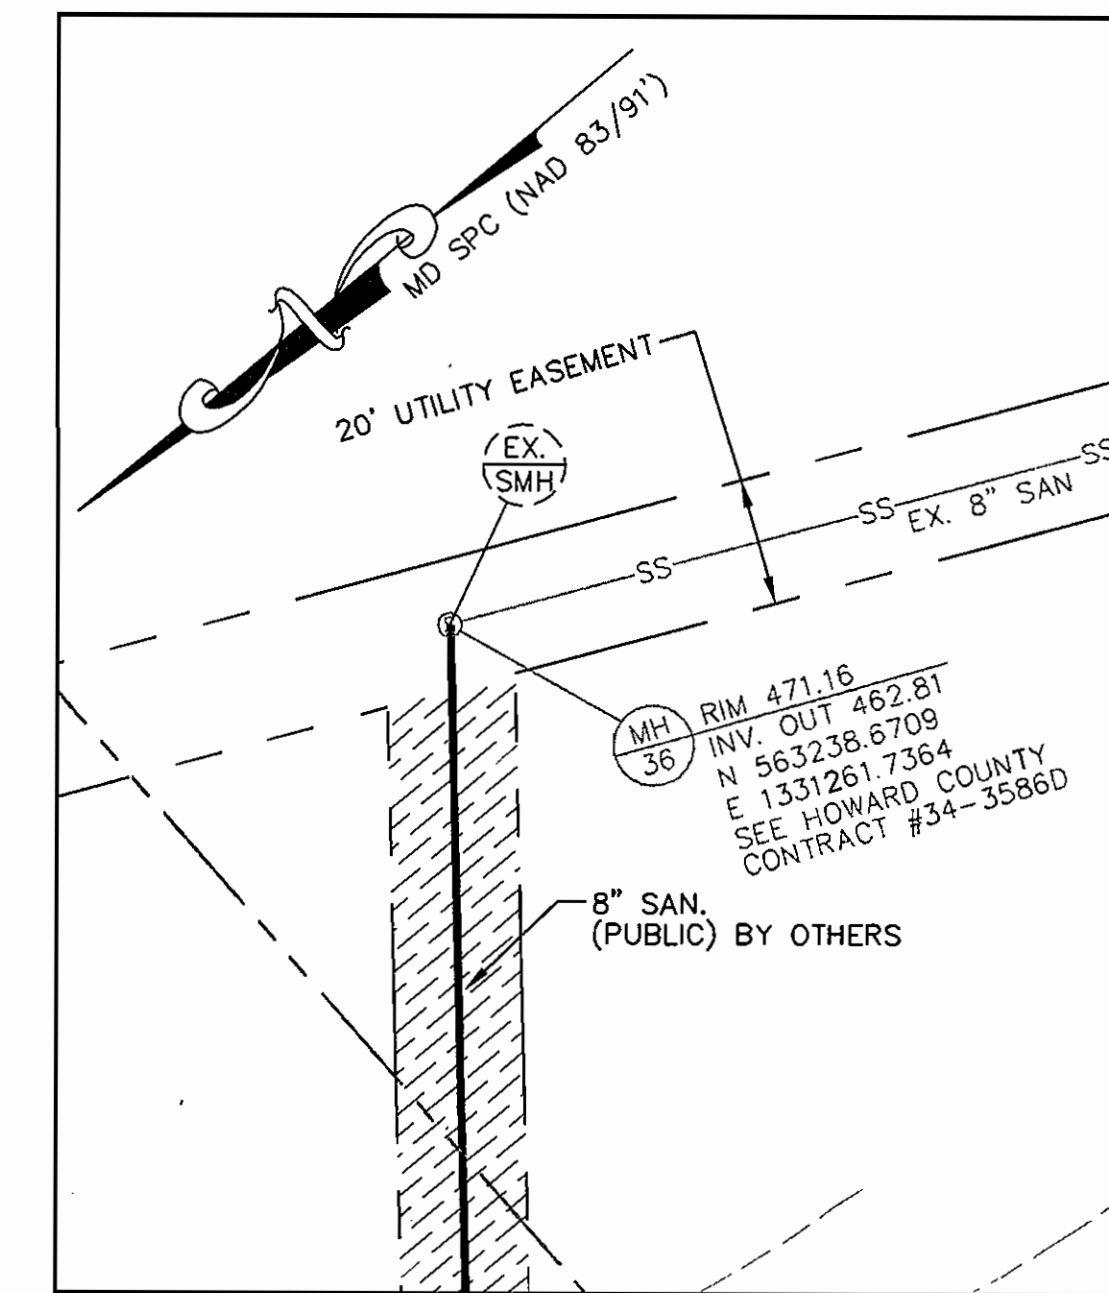 MD SPC (NAD 83/91')
N
20' UTILITY EASEMENT
EX.
SMH
SS
SS
SS
EX. 8" SAN
MH
36
RIM 471.16
INV. OUT 462.81
N 563238.6709
E 1331261.7364
SEE HOWARD COUNTY
CONTRACT #34-3586D
8" SAN.
(PUBLIC) BY OTHERS